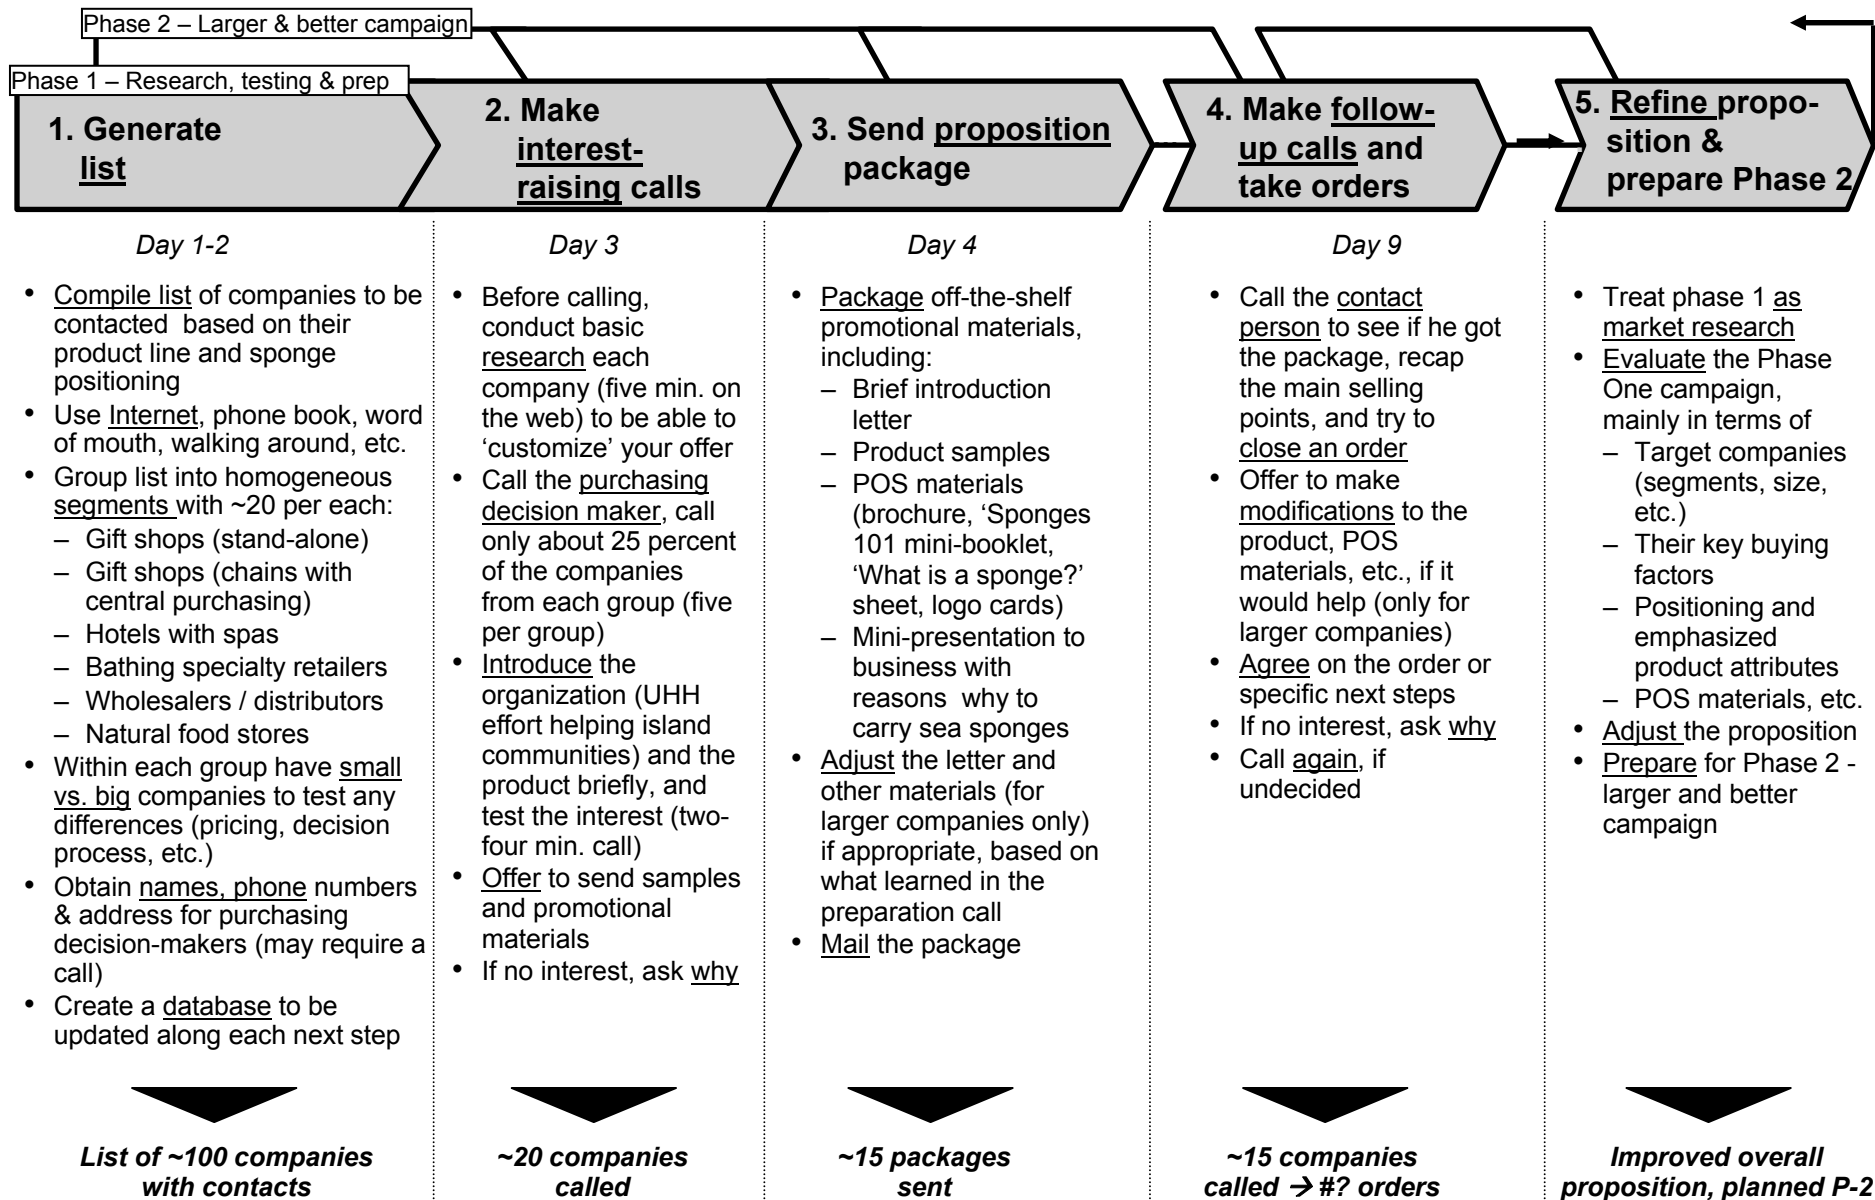 Phase 2 – Larger & better campaign
Phase 1 – Research, testing & prep
1. Generate
list
2. Make
interest-
raising calls
3. Send proposition
package
4. Make follow-
up calls and
take orders
5. Refine propo-
sition &
prepare Phase 2
Day 1-2
• Compile list of companies to be
contacted based on their
product line and sponge
positioning
• Use Internet, phone book, word
of mouth, walking around, etc.
• Group list into homogeneous
segments with ~20 per each:
– Gift shops (stand-alone)
– Gift shops (chains with
central purchasing)
– Hotels with spas
– Bathing specialty retailers
– Wholesalers / distributors
– Natural food stores
• Within each group have small
vs. big companies to test any
differences (pricing, decision
process, etc.)
• Obtain names, phone numbers
& address for purchasing
decision-makers (may require a
call)
• Create a database to be
updated along each next step
List of ~100 companies
with contacts
Day 3
• Before calling,
conduct basic
research each
company (five min. on
the web) to be able to
‘customize’ your offer
• Call the purchasing
decision maker, call
only about 25 percent
of the companies
from each group (five
per group)
• Introduce the
organization (UHH
effort helping island
communities) and the
product briefly, and
test the interest (two-
four min. call)
• Offer to send samples
and promotional
materials
• If no interest, ask why
~20 companies
called
Day 4
• Package off-the-shelf
promotional materials,
including:
– Brief introduction
letter
– Product samples
– POS materials
(brochure, ‘Sponges
101 mini-booklet,
‘What is a sponge?’
sheet, logo cards)
– Mini-presentation to
business with
reasons why to
carry sea sponges
• Adjust the letter and
other materials (for
larger companies only)
if appropriate, based on
what learned in the
preparation call
• Mail the package
~15 packages
sent
Day 9
• Call the contact
person to see if he got
the package, recap
the main selling
points, and try to
close an order
• Offer to make
modifications to the
product, POS
materials, etc., if it
would help (only for
larger companies)
• Agree on the order or
specific next steps
• If no interest, ask why
• Call again, if
undecided
~15 companies
called → #? orders
• Treat phase 1 as
market research
• Evaluate the Phase
One campaign,
mainly in terms of
– Target companies
(segments, size,
etc.)
– Their key buying
factors
– Positioning and
emphasized
product attributes
– POS materials, etc.
• Adjust the proposition
• Prepare for Phase 2 -
larger and better
campaign
Improved overall
proposition, planned P-2